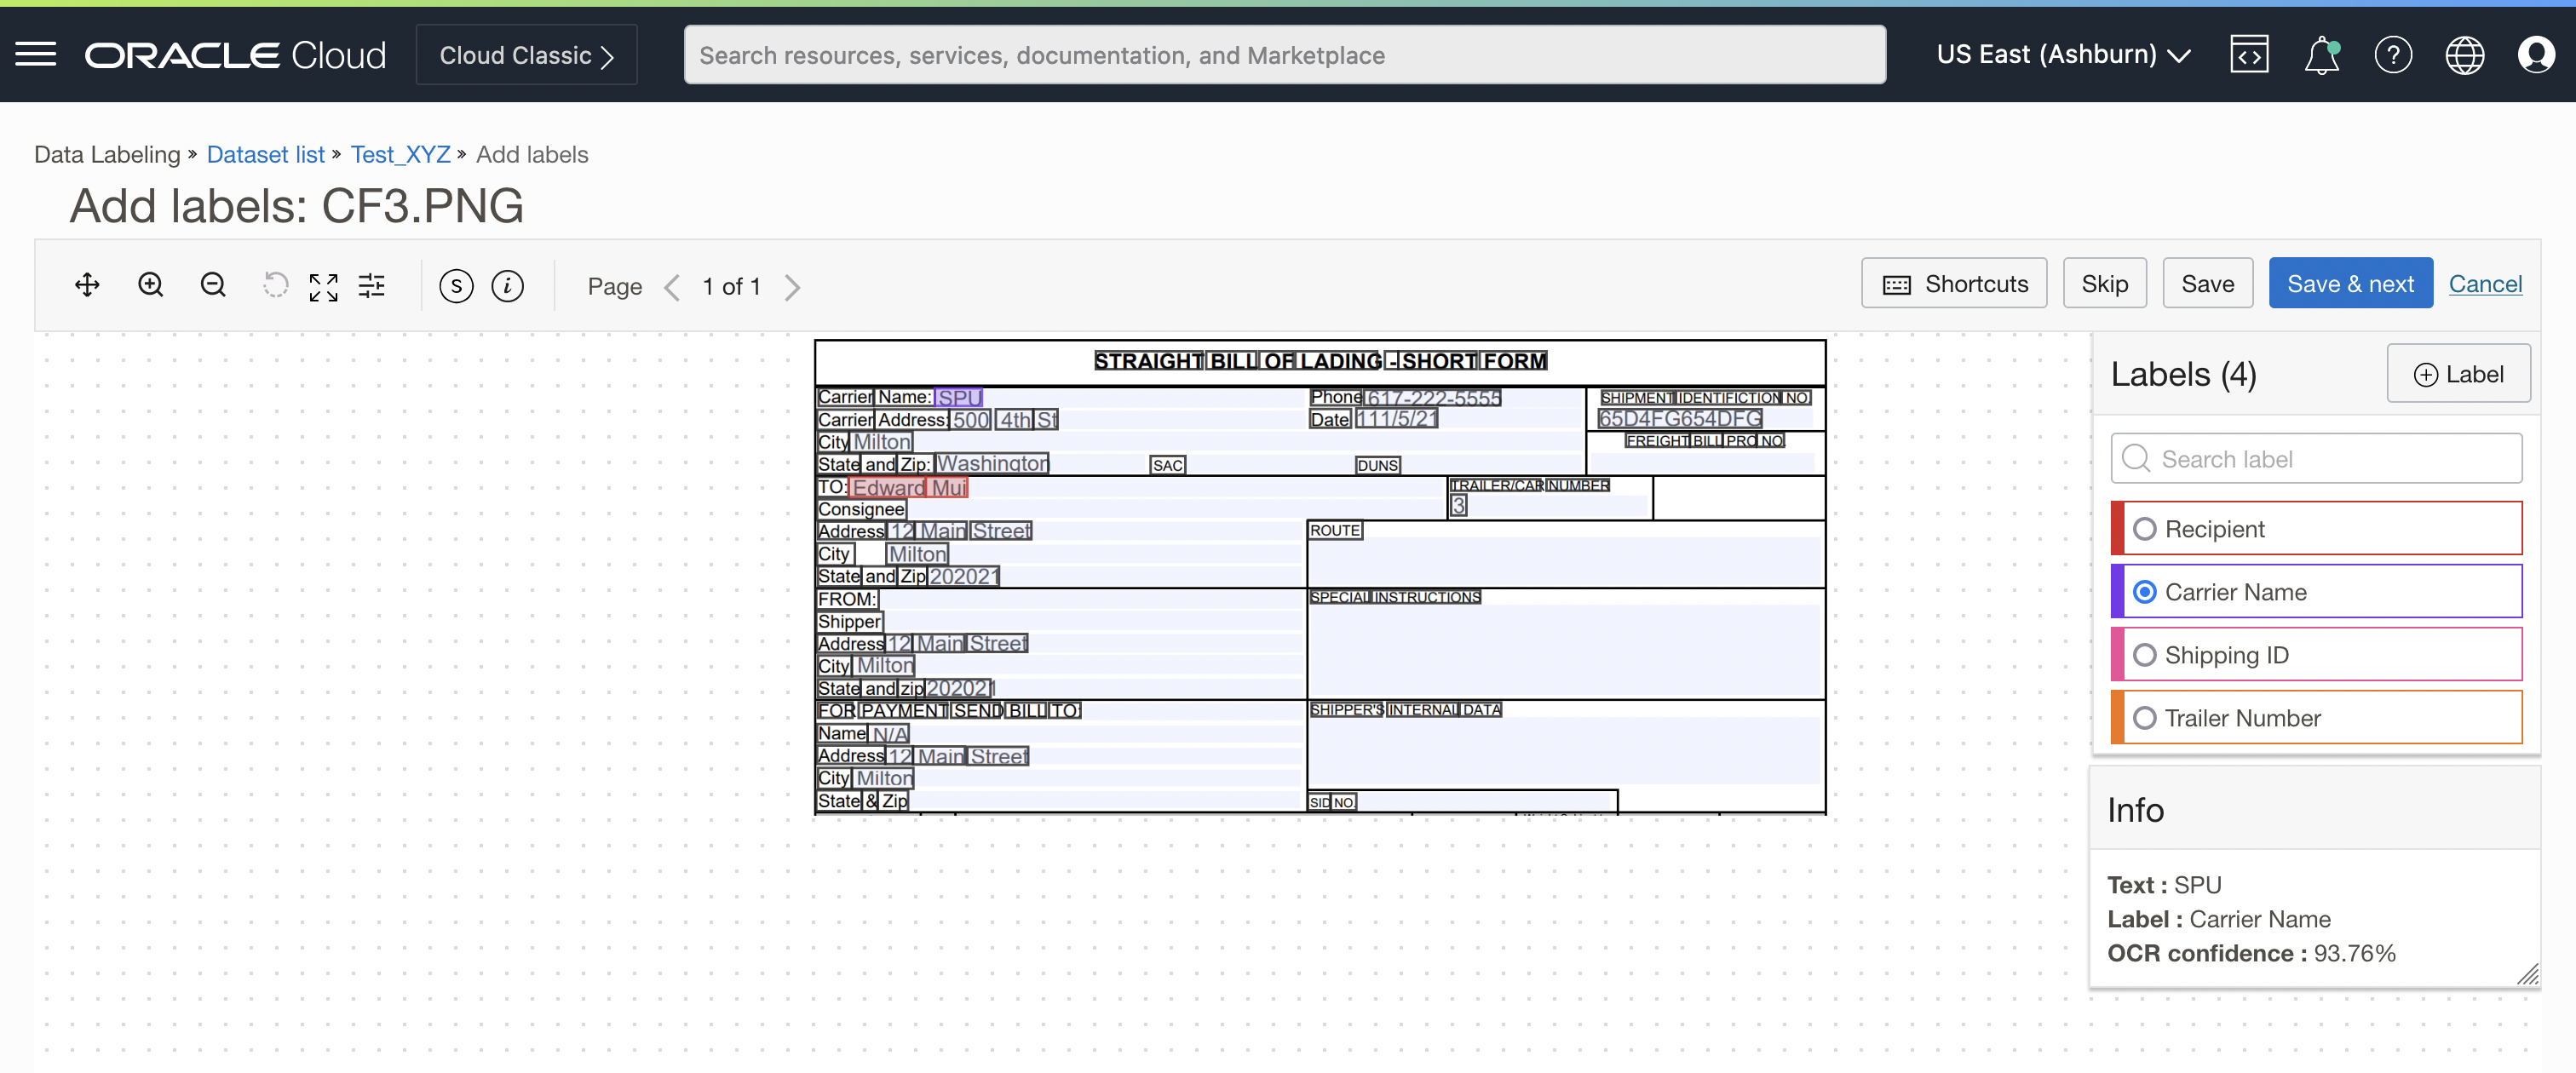 ORACLE Cloud
Cloud Classic >
Search resources, services, documentation, and Marketplace
US East (Ashburn)
Data Labeling » Dataset list » Test_XYZ » Add labels
Add labels: CF3.PNG
S
i
Page < 1 of 1 >
Shortcuts
Skip
Save
Save & next
Cancel
STRAIGHT BILL OF LADING - SHORT FORM
Carrier Name: SPU
Phone 617-222-5555
SHIPMENT IDENTIFICTION NO.
Carrier Address: 500 4th St
Date 111/5/21
65D4FG654DFG
City Milton
FREIGHT BILL PRO NO.
State and Zip: Washington
SAC
DUNS
TO: Edward Mui
TRAILER/CAR NUMBER
Consignee
3
Address 12 Main Street
ROUTE
City Milton
State and Zip 202021
FROM:
SPECIAL INSTRUCTIONS
Shipper
Address 12 Main Street
City Milton
State and zip 202021
FOR PAYMENT SEND BILL TO:
SHIPPER'S INTERNAL DATA
Name N/A
Address 12 Main Street
City Milton
State & Zip
SID NO.
Labels (4)
Label
Search label
Recipient
Carrier Name
Shipping ID
Trailer Number
Info
Text : SPU
Label : Carrier Name
OCR confidence : 93.76%